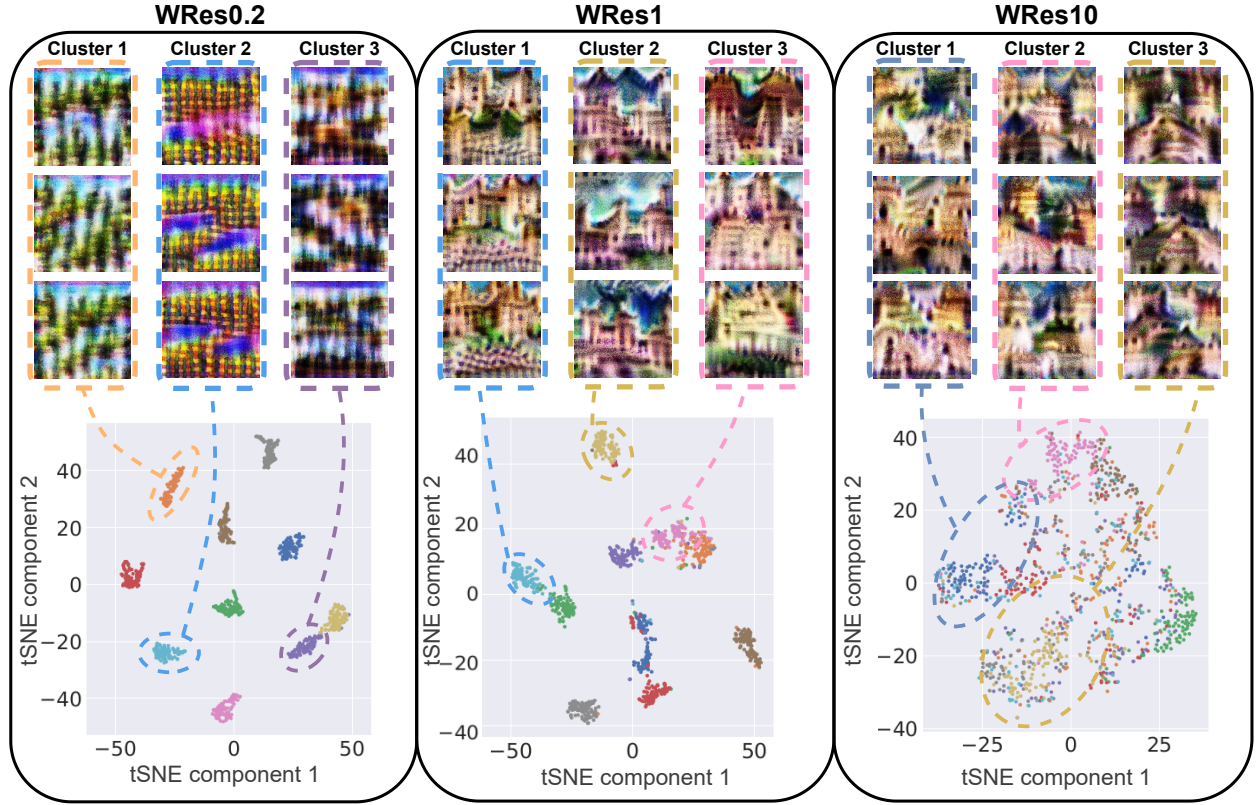 WRes0.2
Cluster 1 Cluster 2 Cluster 3
tSNE component 2
40
20
0
−20
−40
−50 0 50
tSNE component 1
WRes1
Cluster 1 Cluster 2 Cluster 3
tSNE component 2
40
20
0
−20
−40
−50 0 50
tSNE component 1
WRes10
Cluster 1 Cluster 2 Cluster 3
tSNE component 2
40
20
0
−20
−40
−25 0 25
tSNE component 1